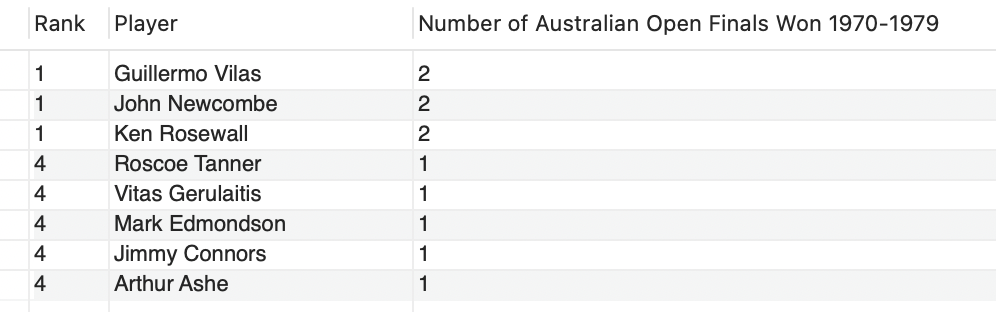 Rank Player Number of Australian Open Finals Won 1970-1979
1 Guillermo Vilas 2
1 John Newcombe 2
1 Ken Rosewall 2
4 Roscoe Tanner 1
4 Vitas Gerulaitis 1
4 Mark Edmondson 1
4 Jimmy Connors 1
4 Arthur Ashe 1